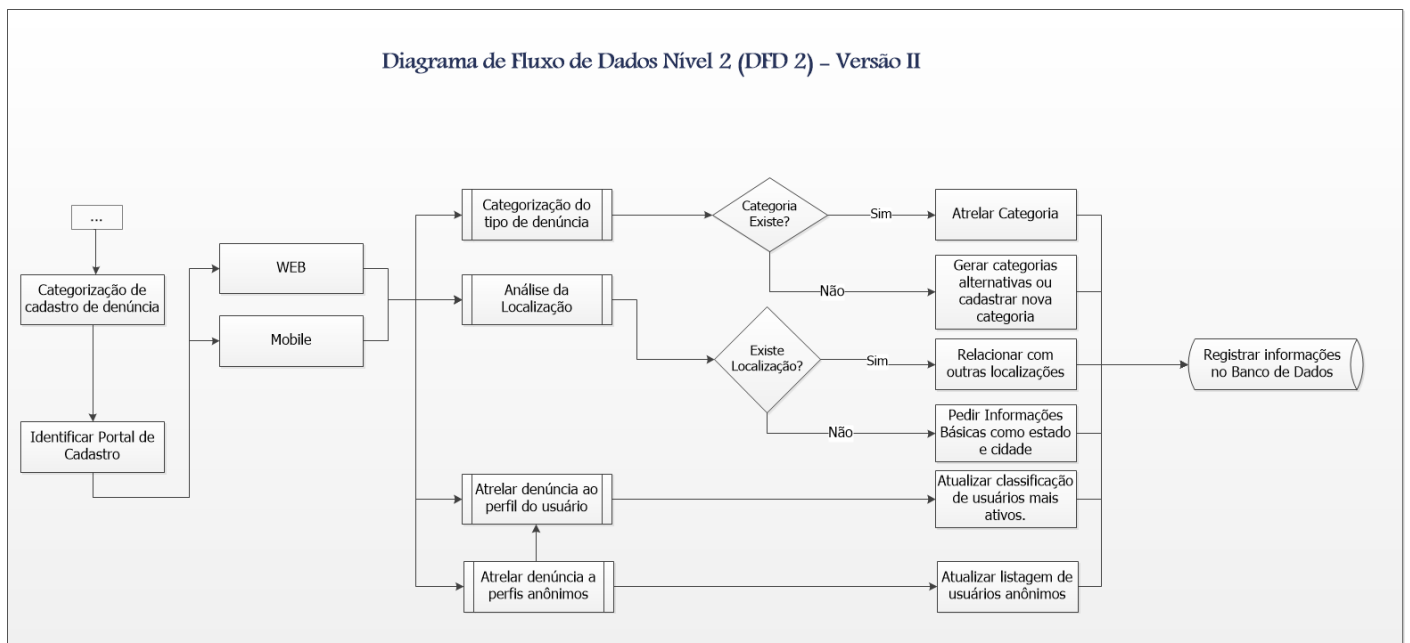 Diagrama de Fluxo de Dados Nível 2 (DFD 2) – Versão II
...
Categorização de
cadastro de denúncia
Identificar Portal de
Cadastro
WEB
Mobile
Categorização do
tipo de denúncia
Análise da
Localização
Atrelar denúncia ao
perfil do usuário
Atrelar denúncia a
perfis anônimos
Categoria
Existe?
Sim
Não
Existe
Localização?
Sim
Não
Atrelar Categoria
Gerar categorias
alternativas ou
cadastrar nova
categoria
Relacionar com
outras localizações
Pedir Informações
Básicas como estado
e cidade
Atualizar classificação
de usuários mais
ativos.
Atualizar listagem de
usuários anônimos
Registrar informações
no Banco de Dados